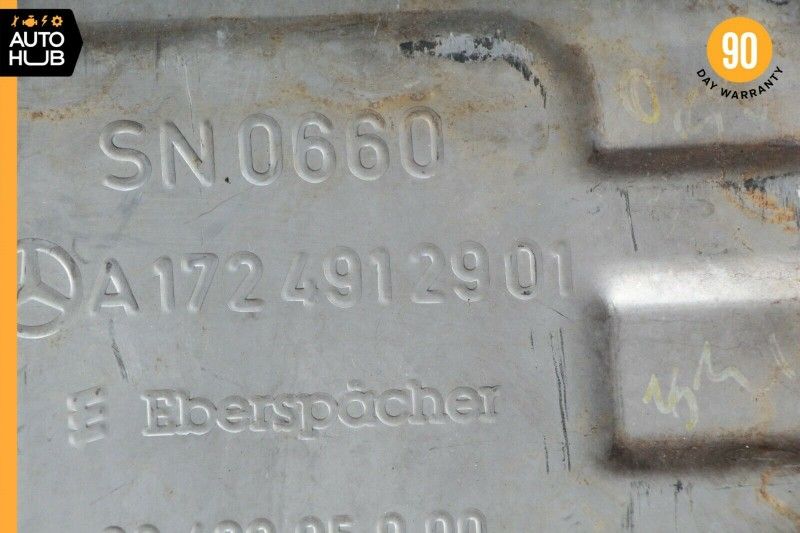 AUTO
HUB
90
DAY WARRANTY
SN 0660
A 172 491 29 01
Eberspächer